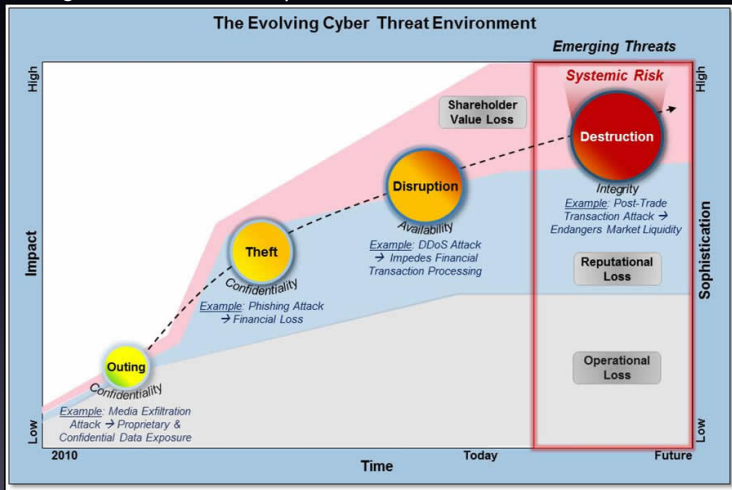 The Evolving Cyber Threat Environment
Emerging Threats
High
High
Systemic Risk
Shareholder
Value Loss
Destruction
Integrity
Example: Post-Trade
Transaction Attack →
Endangers Market Liquidity
Disruption
Availability
Example: DDoS Attack
→ Impedes Financial
Transaction Processing
Theft
Confidentiality
Example: Phishing Attack
→ Financial Loss
Outing
Confidentiality
Example: Media Exfiltration
Attack → Proprietary &
Confidential Data Exposure
Reputational
Loss
Operational
Loss
Impact
Sophistication
Low
Low
2010
Today
Future
Time